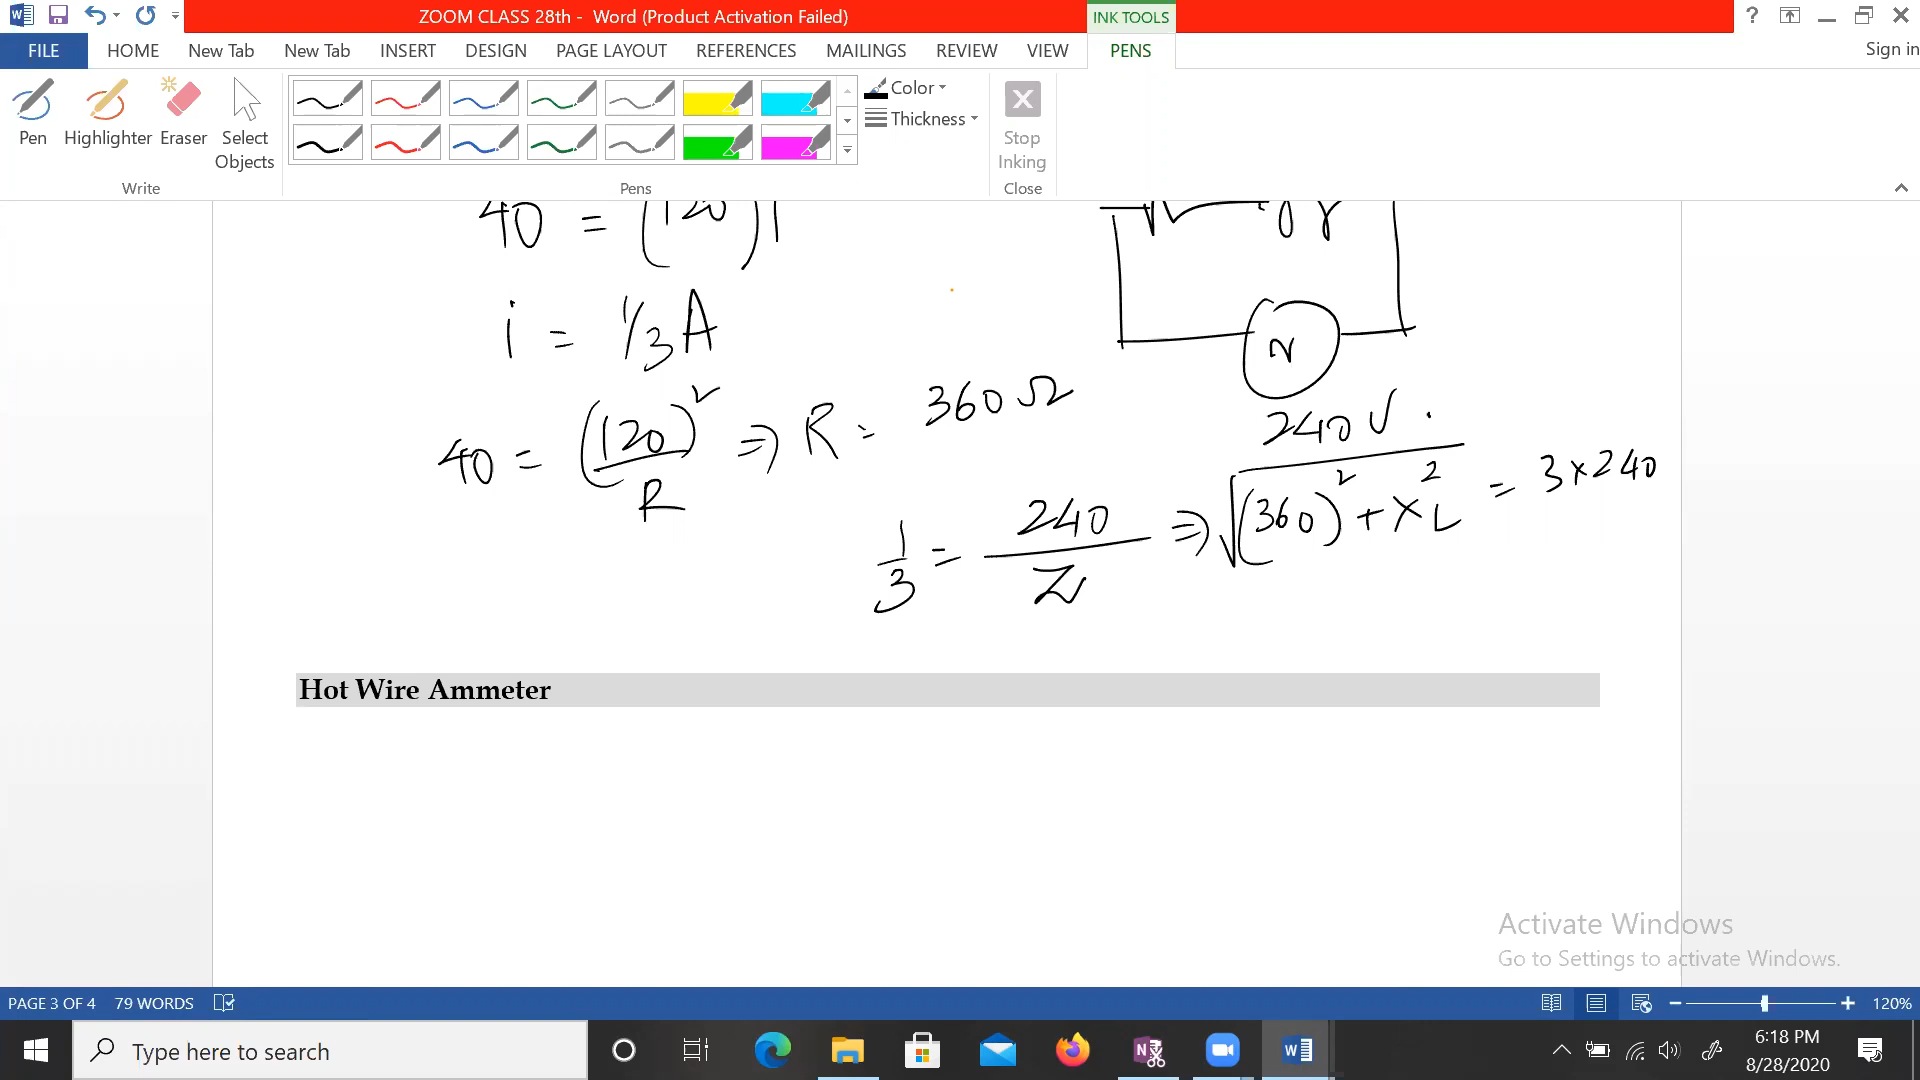 ZOOM CLASS 28th - Word (Product Activation Failed)
INK TOOLS
?
FILE HOME New Tab New Tab INSERT DESIGN PAGE LAYOUT REFERENCES MAILINGS REVIEW VIEW PENS
Sign in
Pen Highlighter Eraser Select Objects
Color
Thickness
Stop Inking
Write Pens Close
40 = (120) i
i = 1/3 A
40 = (120)² / R ⇒ R = 360 Ω
240 V.
1/3 = 240 / Z ⇒ √(360)² + X_L² = 3×240
Hot Wire Ammeter
Activate Windows
Go to Settings to activate Windows.
PAGE 3 OF 4 79 WORDS
120%
Type here to search
6:18 PM
8/28/2020